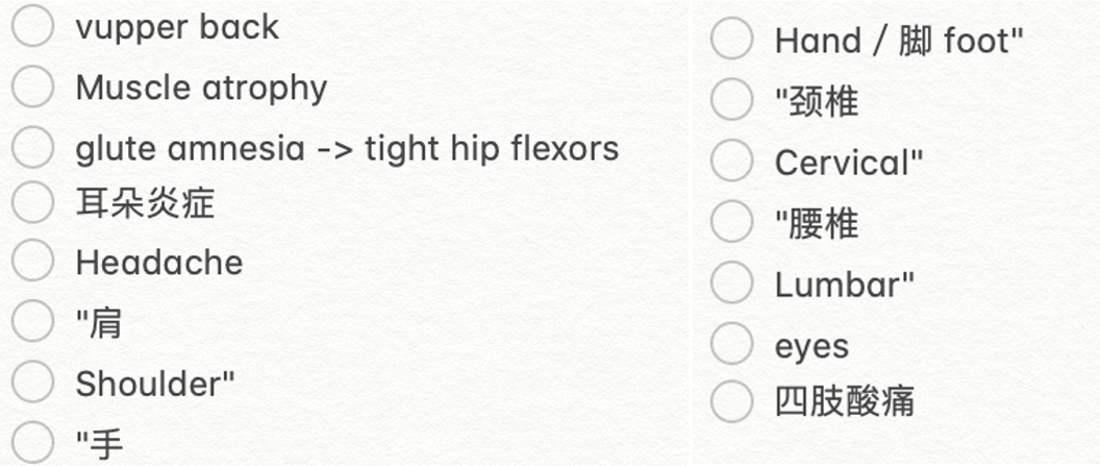 vupper back
Muscle atrophy
glute amnesia -> tight hip flexors
耳朵炎症
Headache
"肩
Shoulder"
"手
Hand / 脚 foot"
"颈椎
Cervical"
"腰椎
Lumbar"
eyes
四肢酸痛